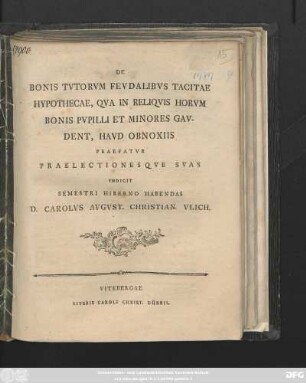 DE
BONIS TVTORVM FEVDALIBVS TACITAE
HYPOTHECAE, QVA IN RELIQVIS HORVM
BONIS PVPILLI ET MINORES GAV-
DENT, HAVD OBNOXIIS
PRAEFATVS
PRAELECTIONESQVE SVAS
INDICIT
SEMESTRI HIBERNO HABENDAS
D. CAROLVS AVGVST. CHRISTIAN. VLICH.
VITEBERGAE
LITERIS CAROLI CHRIST. DÜRRII.